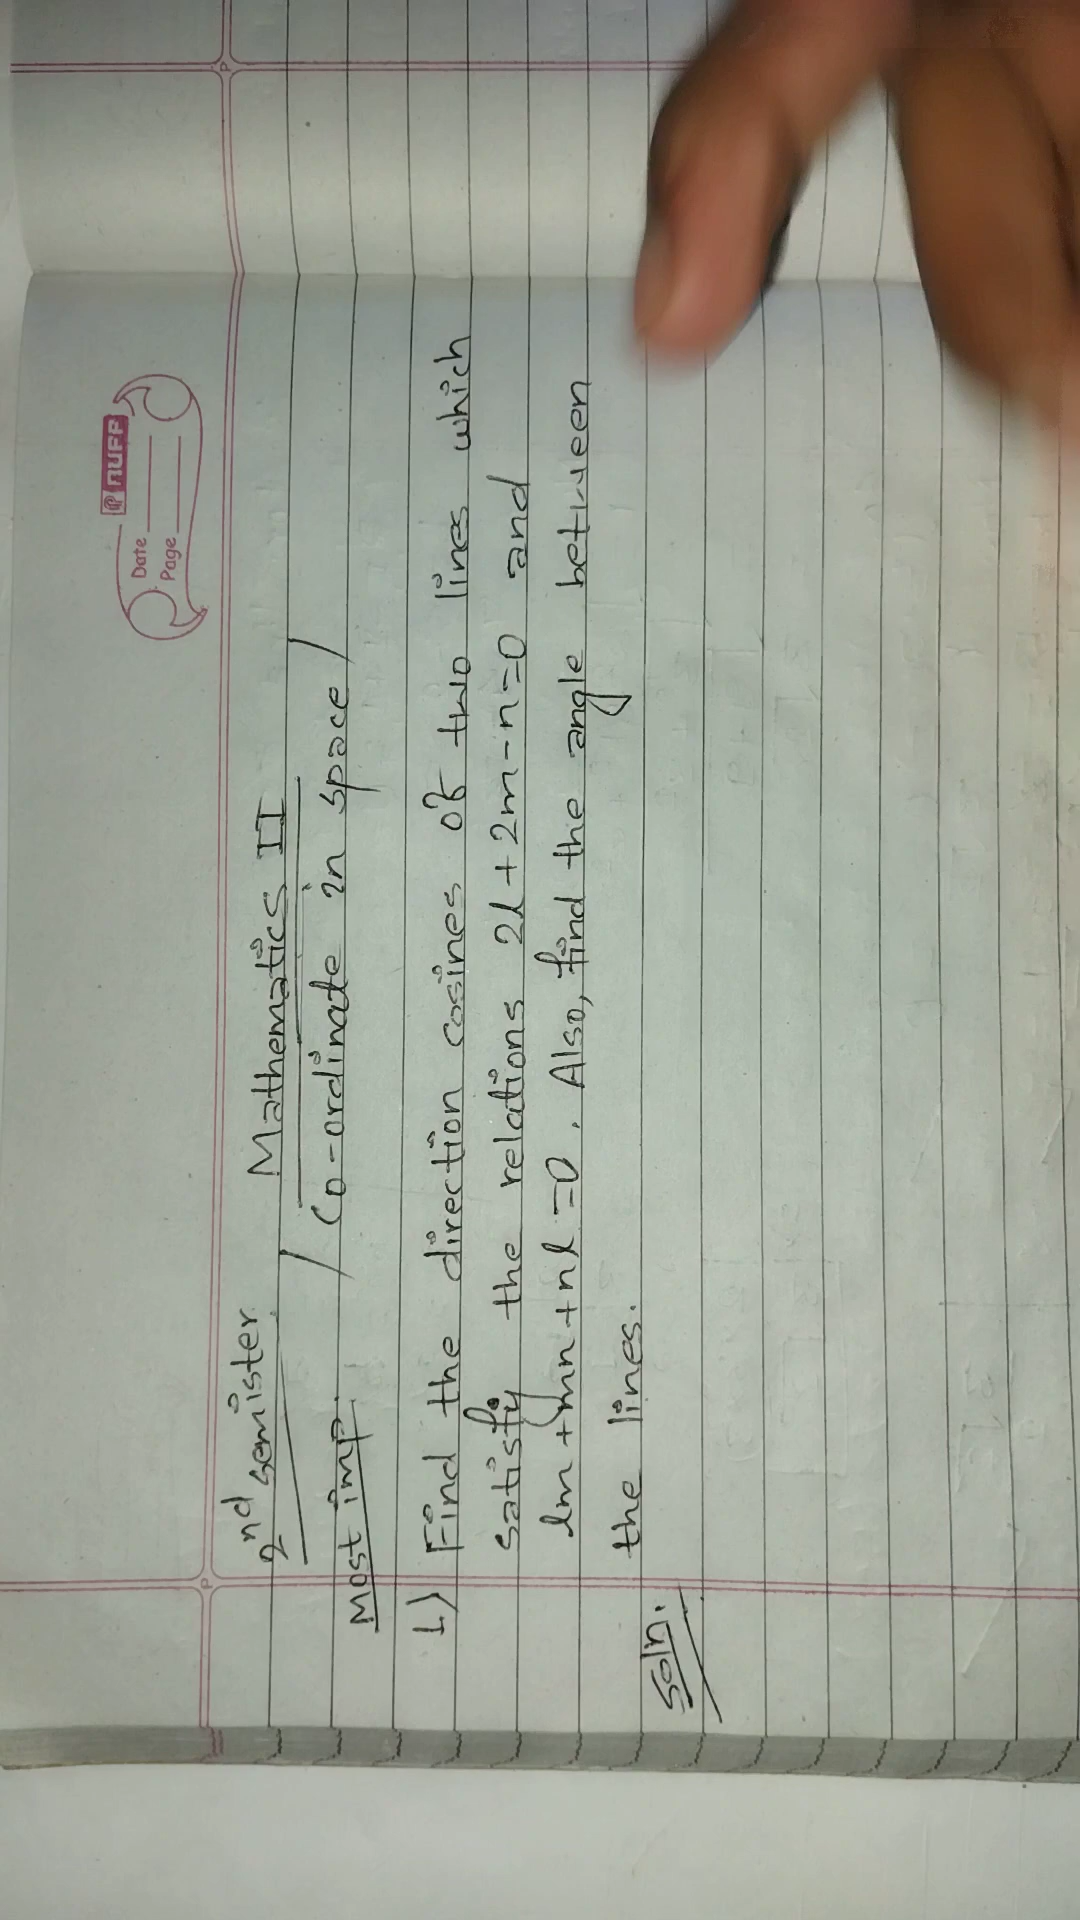 nuff
Date
Page
2nd semister Mathematics II
Most imp. / Co-ordinate in space /
1) Find the direction cosines of two lines which
satisfy the relations 2l + 2m - n = 0 and
lm + mn + nl = 0. Also, find the angle between
the lines.
Soln.